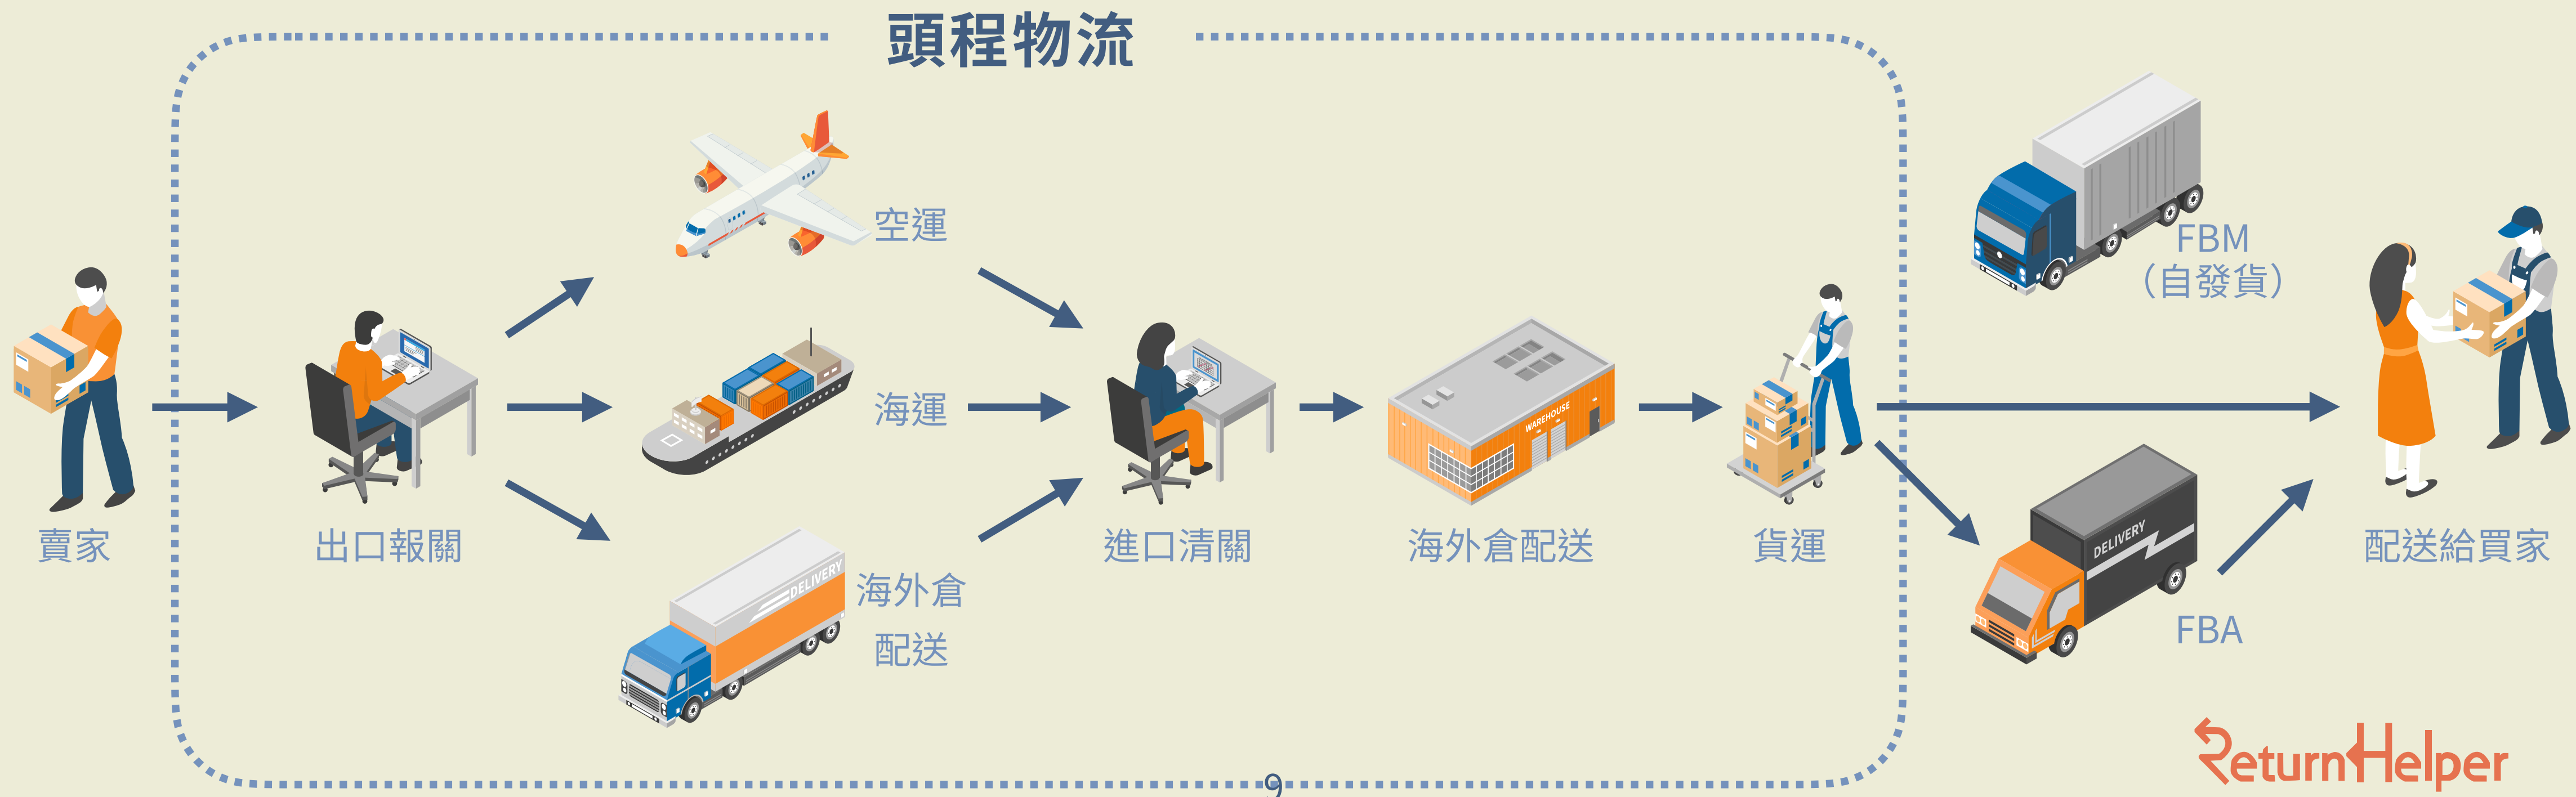 頭程物流
空運
FBM
（自發貨）
海運
WAREHOUSE
賣家
出口報關
進口清關
海外倉配送
貨運
配送給買家
DELIVERY
DELIVERY
海外倉
配送
FBA
ReturnHelper
9